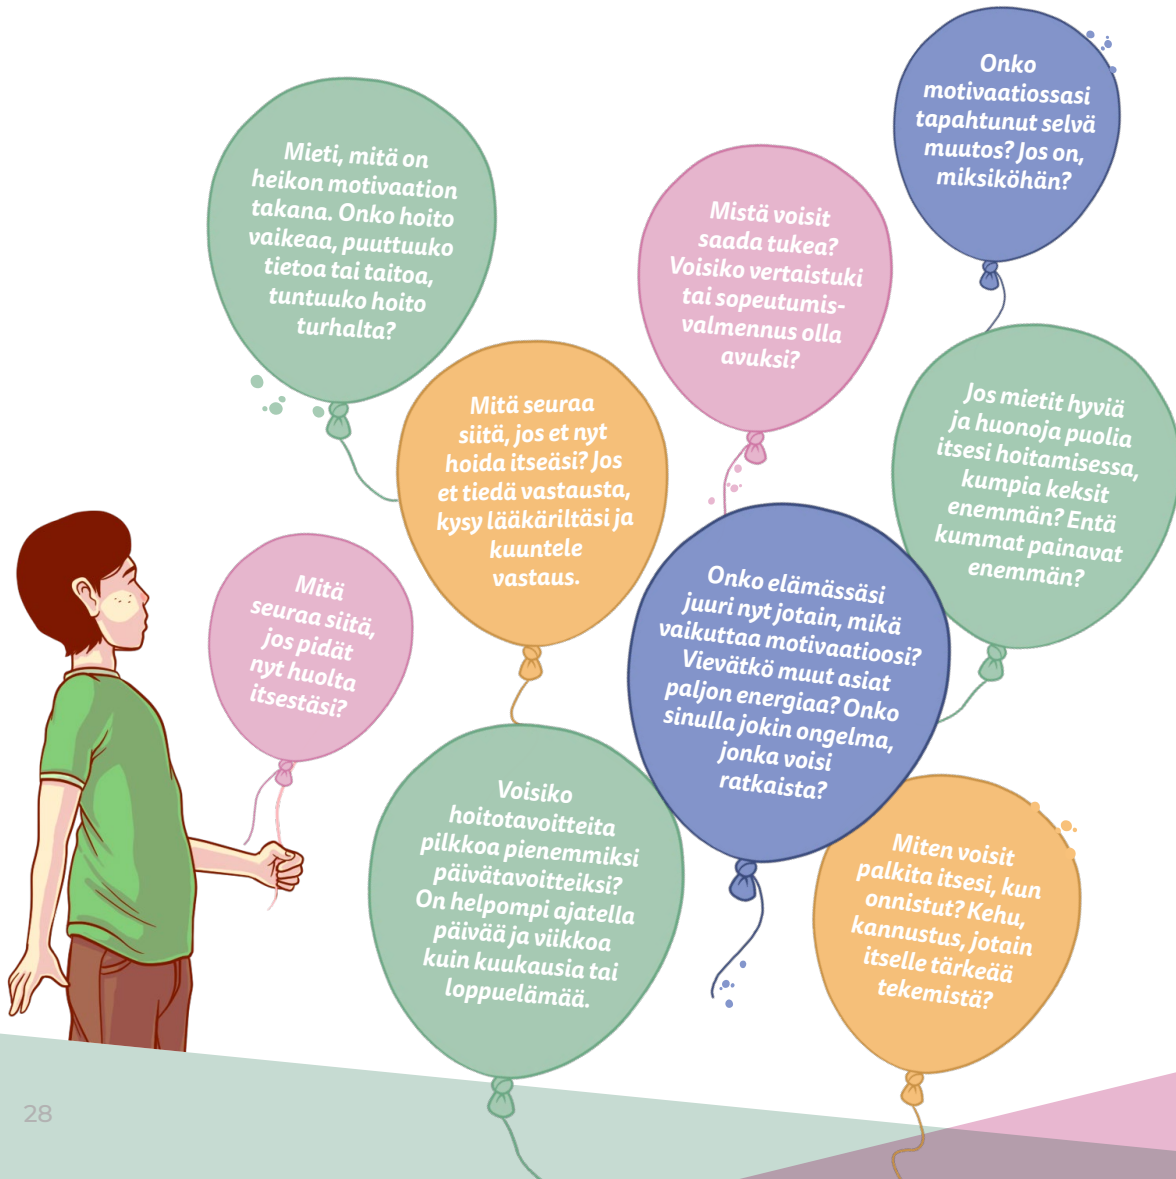 Onko
motivaatiossasi
tapahtunut selvä
muutos? Jos on,
miksiköhän?
Mieti, mitä on
heikon motivaation
takana. Onko hoito
vaikeaa, puuttuuko
tietoa tai taitoa,
tuntuuko hoito
turhalta?
Mistä voisit
saada tukea?
Voisiko vertaistuki
tai sopeutumis-
valmennus olla
avuksi?
Mitä seuraa
siitä, jos et nyt
hoida itseäsi? Jos
et tiedä vastausta,
kysy lääkäriltäsi ja
kuuntele
vastaus.
Jos mietit hyviä
ja huonoja puolia
itsesi hoitamisessa,
kumpia keksit
enemmän? Entä
kummat painavat
enemmän?
Mitä
seuraa siitä,
jos pidät
nyt huolta
itsestäsi?
Onko elämässäsi
juuri nyt jotain, mikä
vaikuttaa motivaatioosi?
Vievätkö muut asiat
paljon energiaa? Onko
sinulla jokin ongelma,
jonka voisi
ratkaista?
Voisiko
hoitotavoitteita
pilkkoa pienemmiksi
päivätavoitteiksi?
On helpompi ajatella
päivää ja viikkoa
kuin kuukausia tai
loppuelämää.
Miten voisit
palkita itsesi, kun
onnistut? Kehu,
kannustus, jotain
itselle tärkeää
tekemistä?
28